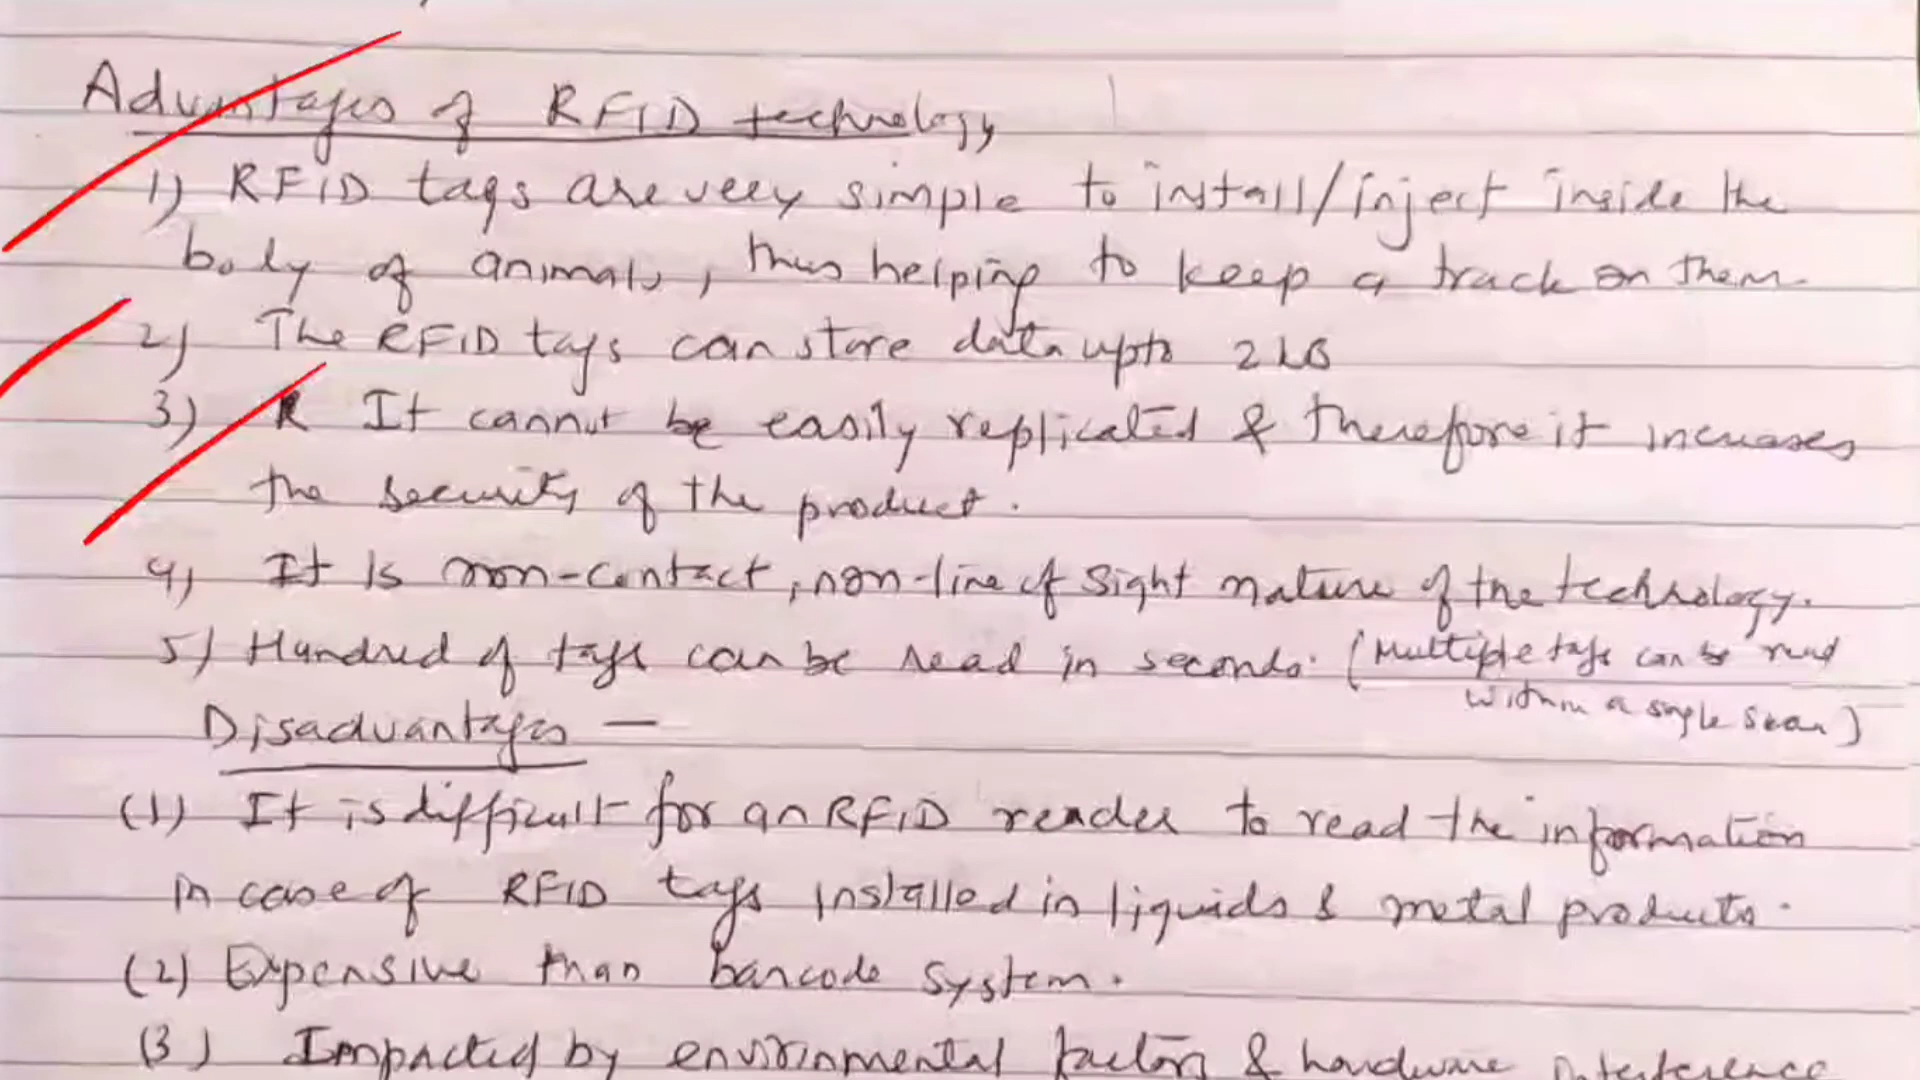 Advantages of RFID technology
1) RFID tags are very simple to install/inject inside the
body of animals, thus helping to keep a track on them.
2) The RFID tags can store data upto 2 KB
3) R It cannot be easily replicated & therefore it increases
the security of the product.
4) It is non-contact, non-line of sight nature of the technology.
5) Hundred of tags can be read in seconds. (Multiple tags can be read
within a single scan)
Disadvantages —
(1) It is difficult for an RFID reader to read the information
in case of RFID tags installed in liquids & metal products.
(2) Expensive than barcode system.
(3) Impacted by environmental factors & hardware interference